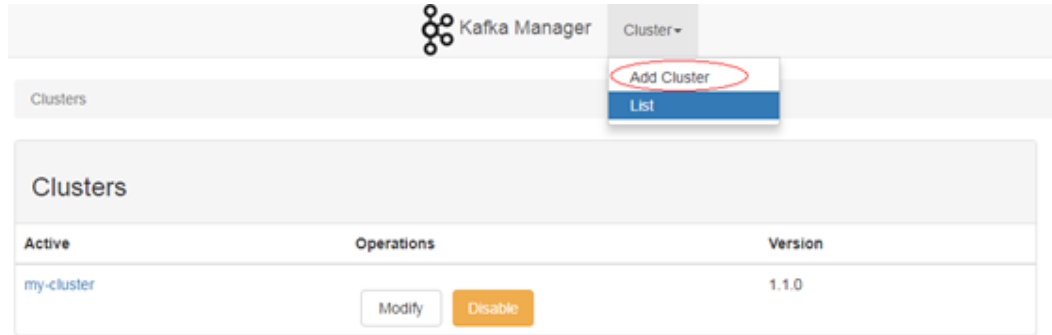 Kafka Manager Cluster
Add Cluster
Clusters
List
Clusters
Active Operations Version
my-cluster 1.1.0
Modify Disable